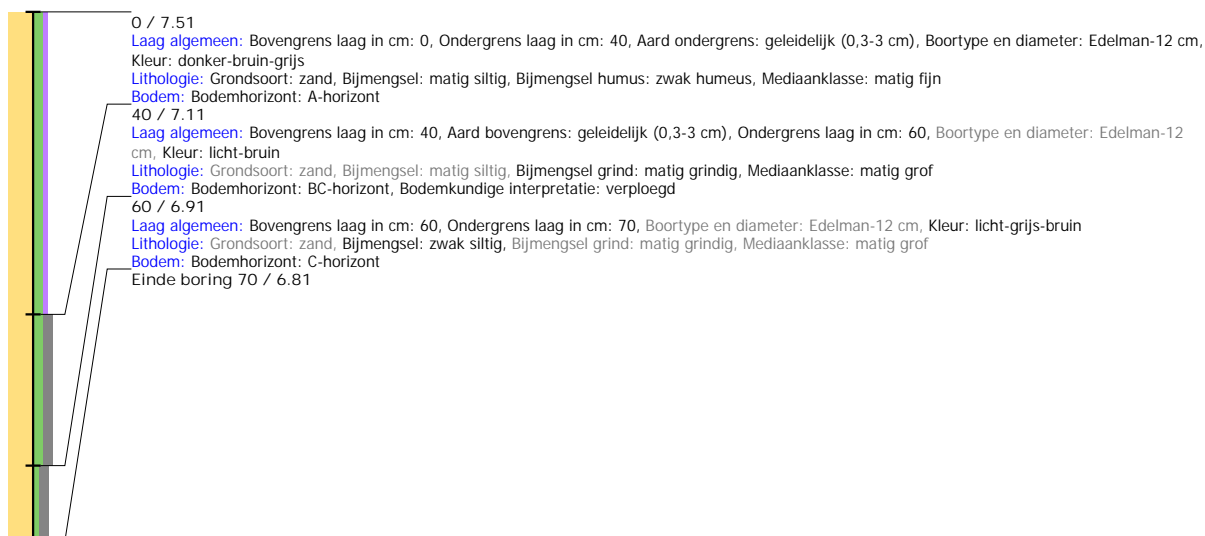 0 / 7.51
Laag algemeen: Bovengrens laag in cm: 0, Ondergrens laag in cm: 40, Aard ondergrens: geleidelijk (0,3-3 cm), Boortype en diameter: Edelman-12 cm,
Kleur: donker-bruin-grijs
Lithologie: Grondsoort: zand, Bijmengsel: matig siltig, Bijmengsel humus: zwak humeus, Mediaanklasse: matig fijn
Bodem: Bodemhorizont: A-horizont
40 / 7.11
Laag algemeen: Bovengrens laag in cm: 40, Aard bovengrens: geleidelijk (0,3-3 cm), Ondergrens laag in cm: 60, Boortype en diameter: Edelman-12
cm, Kleur: licht-bruin
Lithologie: Grondsoort: zand, Bijmengsel: matig siltig, Bijmengsel grind: matig grindig, Mediaanklasse: matig grof
Bodem: Bodemhorizont: BC-horizont, Bodemkundige interpretatie: verploegd
60 / 6.91
Laag algemeen: Bovengrens laag in cm: 60, Ondergrens laag in cm: 70, Boortype en diameter: Edelman-12 cm, Kleur: licht-grijs-bruin
Lithologie: Grondsoort: zand, Bijmengsel: zwak siltig, Bijmengsel grind: matig grindig, Mediaanklasse: matig grof
Bodem: Bodemhorizont: C-horizont
Einde boring 70 / 6.81